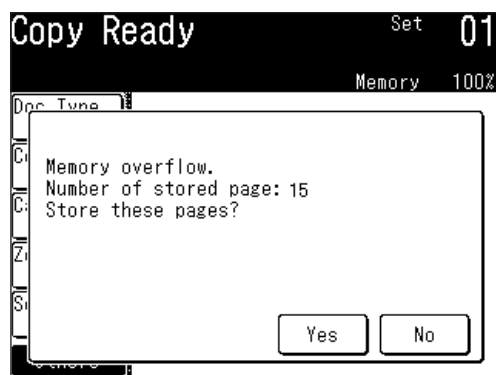 Copy Ready Set 01
Memory 100%
Doc Type
Memory overflow.
Number of stored page: 15
Store these pages?
Yes No
Others